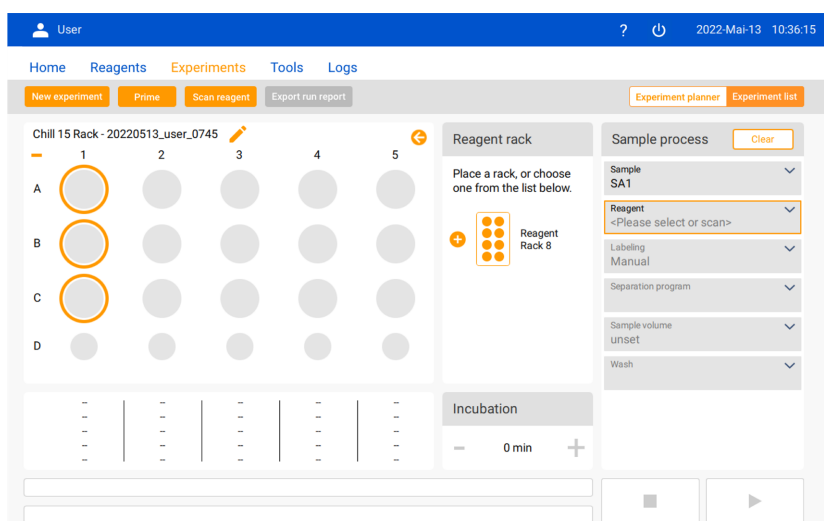 User
? 2022-Mai-13 10:36:15
Home Reagents Experiments Tools Logs
New experiment Prime Scan reagent Export run report Experiment planner Experiment list
Chill 15 Rack - 20220513_user_0745
1 2 3 4 5
A
B
C
D
-- -- -- -- --
-- -- -- -- --
-- -- -- -- --
-- -- -- -- --
-- -- -- -- --
Reagent rack
Place a rack, or choose
one from the list below.
Reagent
Rack 8
Incubation
0 min
Sample process Clear
Sample
SA1
Reagent
<Please select or scan>
Labeling
Manual
Separation program
Sample volume
unset
Wash